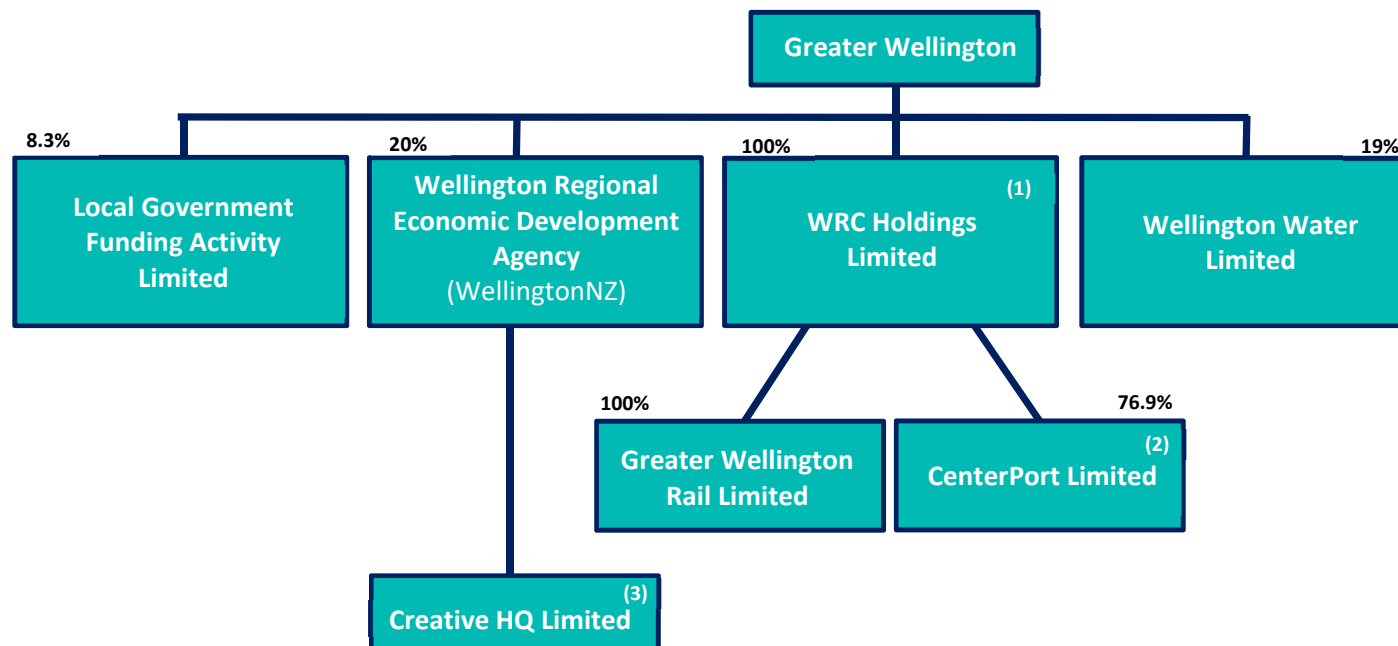 Greater Wellington
8.3%
20%
100%
19%
Local Government
Funding Activity
Limited
Wellington Regional
Economic Development
Agency
(WellingtonNZ)
(1)
WRC Holdings
Limited
Wellington Water
Limited
100%
76.9%
Greater Wellington
Rail Limited
(2)
CenterPort Limited
(3)
Creative HQ Limited